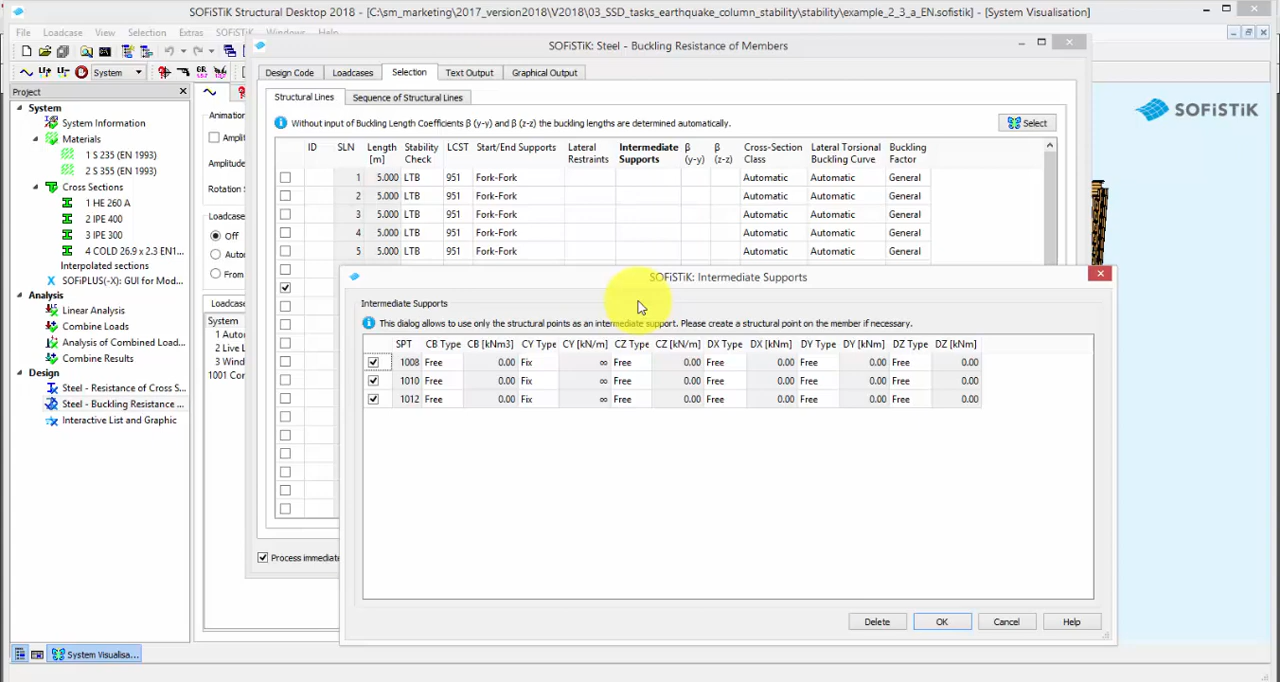 SOFiSTiK Structural Desktop 2018 - [C:\sm_marketing\2017_version2018\V2018\03_SSD_tasks_earthquake_column_stability\stability\example_2_3_a_EN.sofistik] - [System Visualisation]
File Loadcase View Selection Extras SOFiSTiK Windows Help
SOFiSTiK: Steel - Buckling Resistance of Members
System
Project
Design Code Loadcases Selection Text Output Graphical Output
System
System Information
Materials
1 S 235 (EN 1993)
2 S 355 (EN 1993)
Cross Sections
1 HE 260 A
2 IPE 400
3 IPE 300
4 COLD 26.9 x 2.3 EN1...
Interpolated sections
SOFiPLUS(-X): GUI for Mod...
Analysis
Linear Analysis
Combine Loads
Analysis of Combined Load...
Combine Results
Design
Steel - Resistance of Cross S...
Steel - Buckling Resistance ...
Interactive List and Graphic
Animation
Amplit
Amplitude
Rotation S
Loadcase
Off
Auto
From
Loadcase
System
1 Auto
2 Live L
3 Wind
1001 Con
Structural Lines Sequence of Structural Lines
Without input of Buckling Length Coefficients β (y-y) and β (z-z) the buckling lengths are determined automatically.
Select
ID SLN Length [m] Stability Check LCST Start/End Supports Lateral Restraints Intermediate Supports β (y-y) β (z-z) Cross-Section Class Lateral Torsional Buckling Curve Buckling Factor
1 5.000 LTB 951 Fork-Fork Automatic Automatic General
2 5.000 LTB 951 Fork-Fork Automatic Automatic General
3 5.000 LTB 951 Fork-Fork Automatic Automatic General
4 5.000 LTB 951 Fork-Fork Automatic Automatic General
5 5.000 LTB 951 Fork-Fork Automatic Automatic General
Process immediate
SOFiSTiK: Intermediate Supports
Intermediate Supports
This dialog allows to use only the structural points as an intermediate support. Please create a structural point on the member if necessary.
SPT CB Type CB [kNm3] CY Type CY [kN/m] CZ Type CZ [kN/m] DX Type DX [kNm] DY Type DY [kNm] DZ Type DZ [kNm]
1008 Free 0.00 Fix ∞ Free 0.00 Free 0.00 Free 0.00 Free 0.00
1010 Free 0.00 Fix ∞ Free 0.00 Free 0.00 Free 0.00 Free 0.00
1012 Free 0.00 Fix ∞ Free 0.00 Free 0.00 Free 0.00 Free 0.00
Delete OK Cancel Help
SOFiSTiK
System Visualisa...